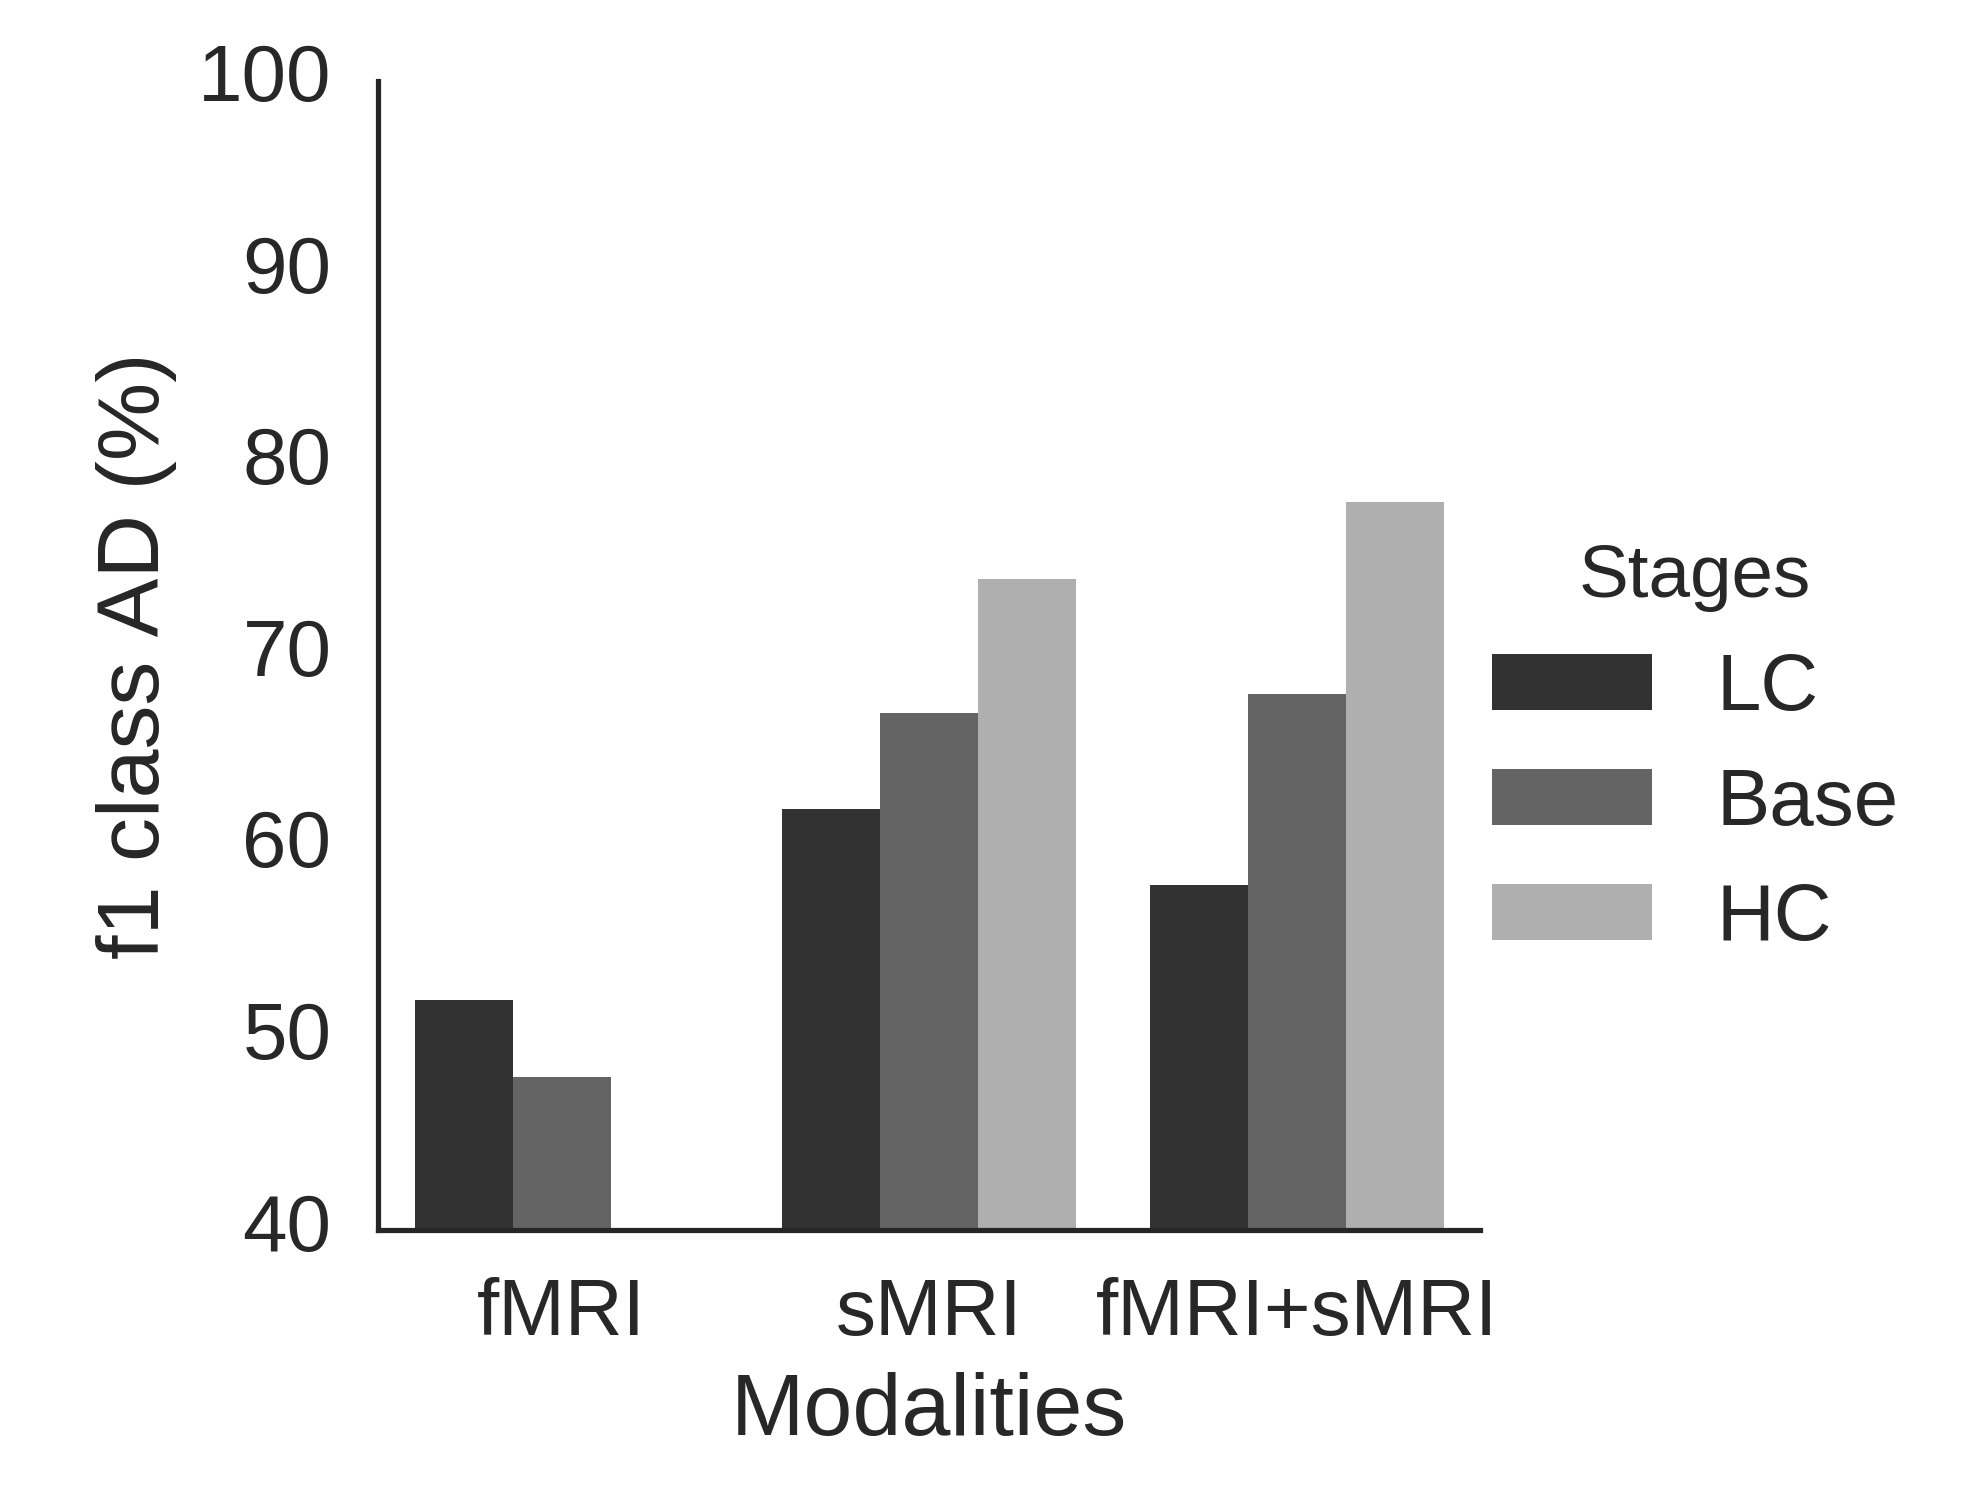 f1 class AD (%)
100
90
80
70
60
50
40
fMRI sMRI fMRI+sMRI
Modalities
Stages
LC
Base
HC